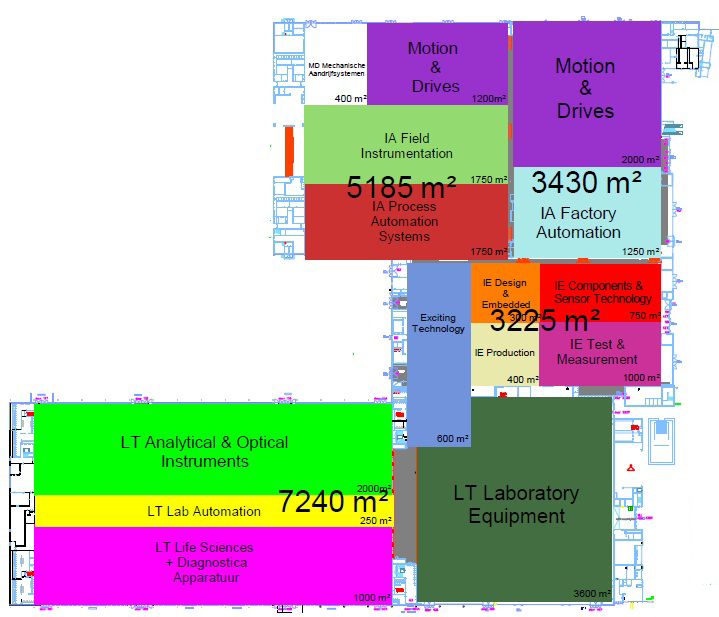 MD Mechanische
Aandrijfsystemen
400 m²
Motion
&
Drives
1200m²
Motion
&
Drives
2000 m²
IA Field
Instrumentation
1750 m²
5185 m²
IA Process
Automation
Systems
1750 m²
3430 m²
IA Factory
Automation
1250 m²
Exciting
Technology
600 m²
IE Design
&
Embedded
300 m²
IE Components &
Sensor Technology
750 m²
3225 m²
IE Production
400 m²
IE Test &
Measurement
1000 m²
LT Analytical & Optical
Instruments
2000m²
LT Lab Automation
250 m²
7240 m²
LT Life Sciences
+ Diagnostica
Apparatuur
1000 m²
LT Laboratory
Equipment
3600 m²